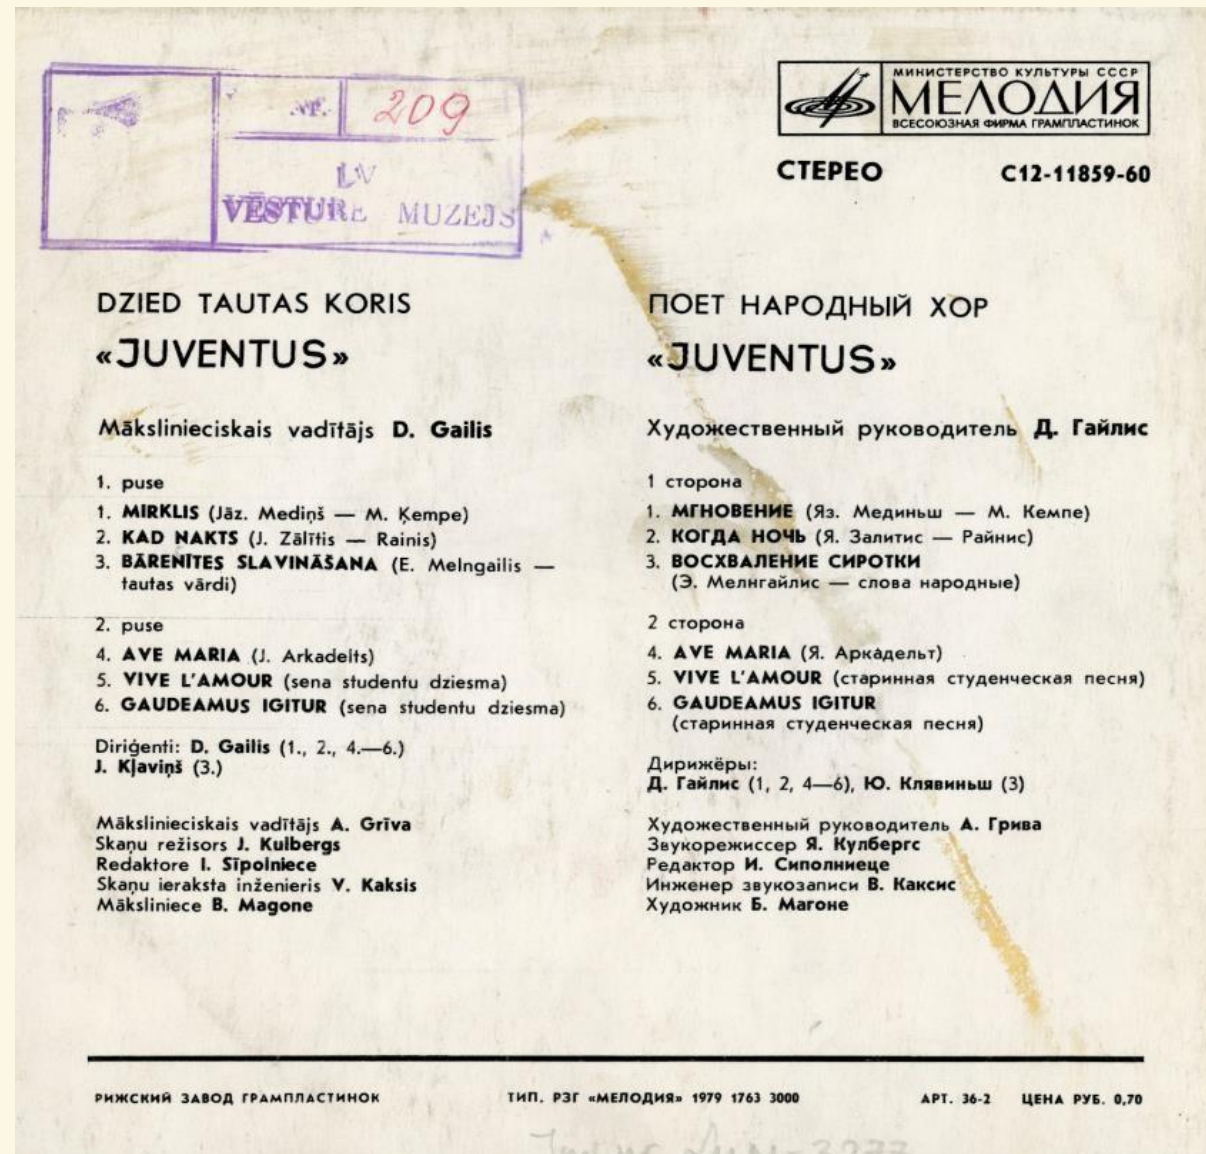 Nr. 209
LV
VĒSTURE MUZEJS
МИНИСТЕРСТВО КУЛЬТУРЫ СССР
МЕЛОДИЯ
ВСЕСОЮЗНАЯ ФИРМА ГРАМПЛАСТИНОК
СТЕРЕО C12-11859-60
DZIED TAUTAS KORIS
«JUVENTUS»
Mākslinieciskais vadītājs D. Gailis
1. puse
1. MIRKLIS (Jāz. Mediņš — M. Ķempe)
2. KAD NAKTS (J. Zālītis — Rainis)
3. BĀRENĪTES SLAVINĀŠANA (E. Melngailis —
tautas vārdi)
2. puse
4. AVE MARIA (J. Arkadelts)
5. VIVE L'AMOUR (sena studentu dziesma)
6. GAUDEAMUS IGITUR (sena studentu dziesma)
Diriģenti: D. Gailis (1., 2., 4.—6.)
J. Kļaviņš (3.)
Mākslinieciskais vadītājs A. Grīva
Skaņu režisors J. Kulbergs
Redaktore I. Sīpolniece
Skaņu ieraksta inženieris V. Kaksis
Māksliniece B. Magone
ПОЕТ НАРОДНЫЙ ХОР
«JUVENTUS»
Художественный руководитель Д. Гайлис
1 сторона
1. МГНОВЕНИЕ (Яз. Мединьш — М. Кемпе)
2. КОГДА НОЧЬ (Я. Залитис — Райнис)
3. ВОСХВАЛЕНИЕ СИРОТКИ
(Э. Мелнгайлис — слова народные)
2 сторона
4. AVE MARIA (Я. Аркадельт)
5. VIVE L'AMOUR (старинная студенческая песня)
6. GAUDEAMUS IGITUR
(старинная студенческая песня)
Дирижёры:
Д. Гайлис (1, 2, 4—6), Ю. Клявиньш (3)
Художественный руководитель А. Грива
Звукорежиссер Я. Кулбергс
Редактор И. Сиполниеце
Инженер звукозаписи В. Каксис
Художник Б. Магоне
РИЖСКИЙ ЗАВОД ГРАМПЛАСТИНОК ТИП. РЗГ «МЕЛОДИЯ» 1979 1763 3000 АРТ. 36-2 ЦЕНА РУБ. 0,70